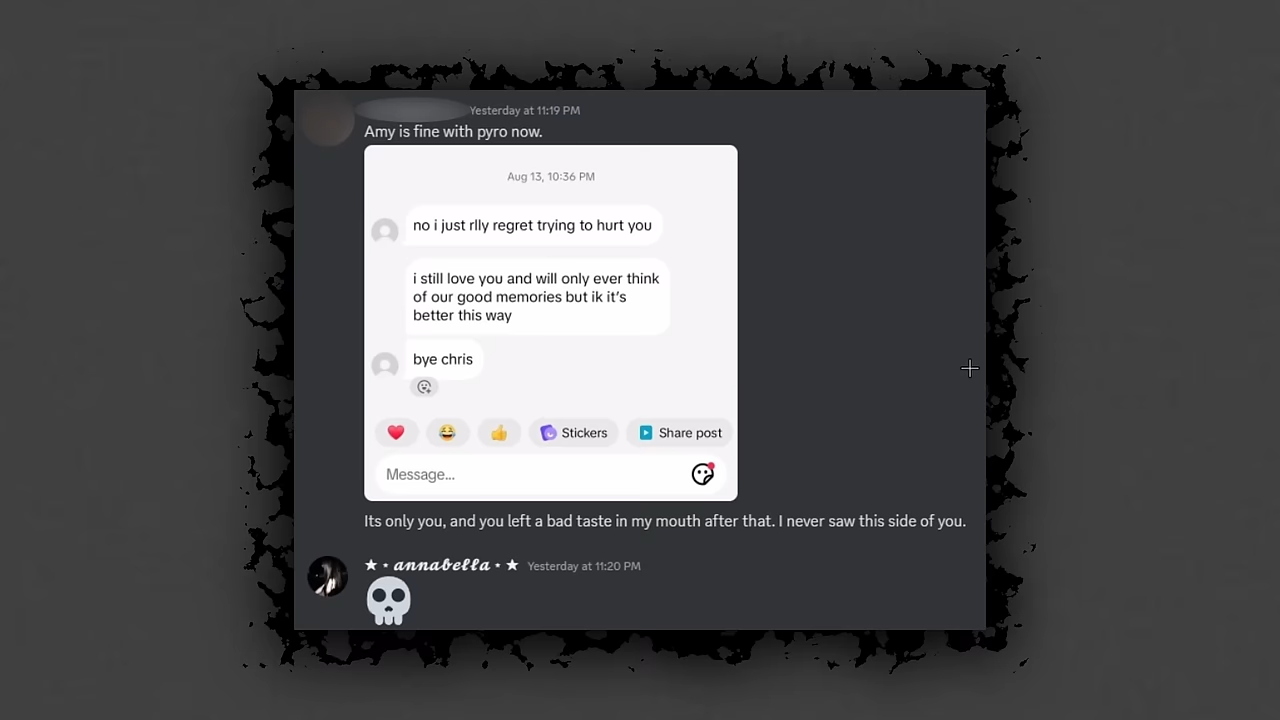 Yesterday at 11:19 PM
Amy is fine with pyro now.
Aug 13, 10:36 PM
no i just rlly regret trying to hurt you
i still love you and will only ever think
of our good memories but ik it's
better this way
bye chris
Stickers
Share post
Message...
Its only you, and you left a bad taste in my mouth after that. I never saw this side of you.
★ ⋆ 𝓪𝓷𝓷𝓪𝓫𝓮𝓵𝓵𝓪 ⋆ ★ Yesterday at 11:20 PM